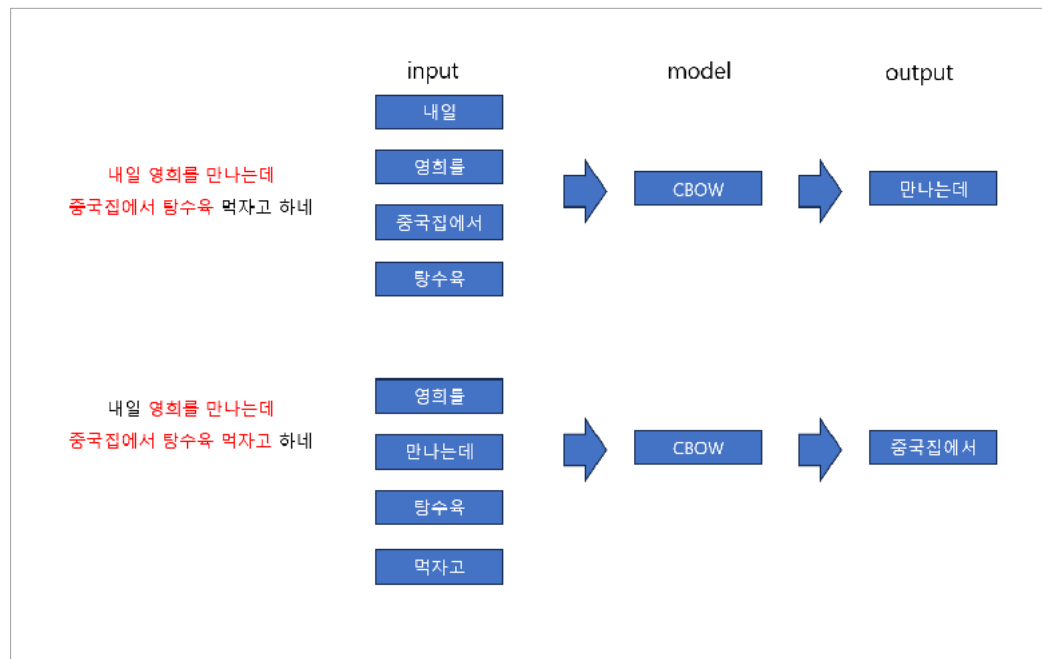 input
model
output
내일 영희를 만나는데
중국집에서 탕수육 먹자고 하네
내일
영희를
중국집에서
탕수육
CBOW
만나는데
내일 영희를 만나는데
중국집에서 탕수육 먹자고 하네
영희를
만나는데
탕수육
먹자고
CBOW
중국집에서